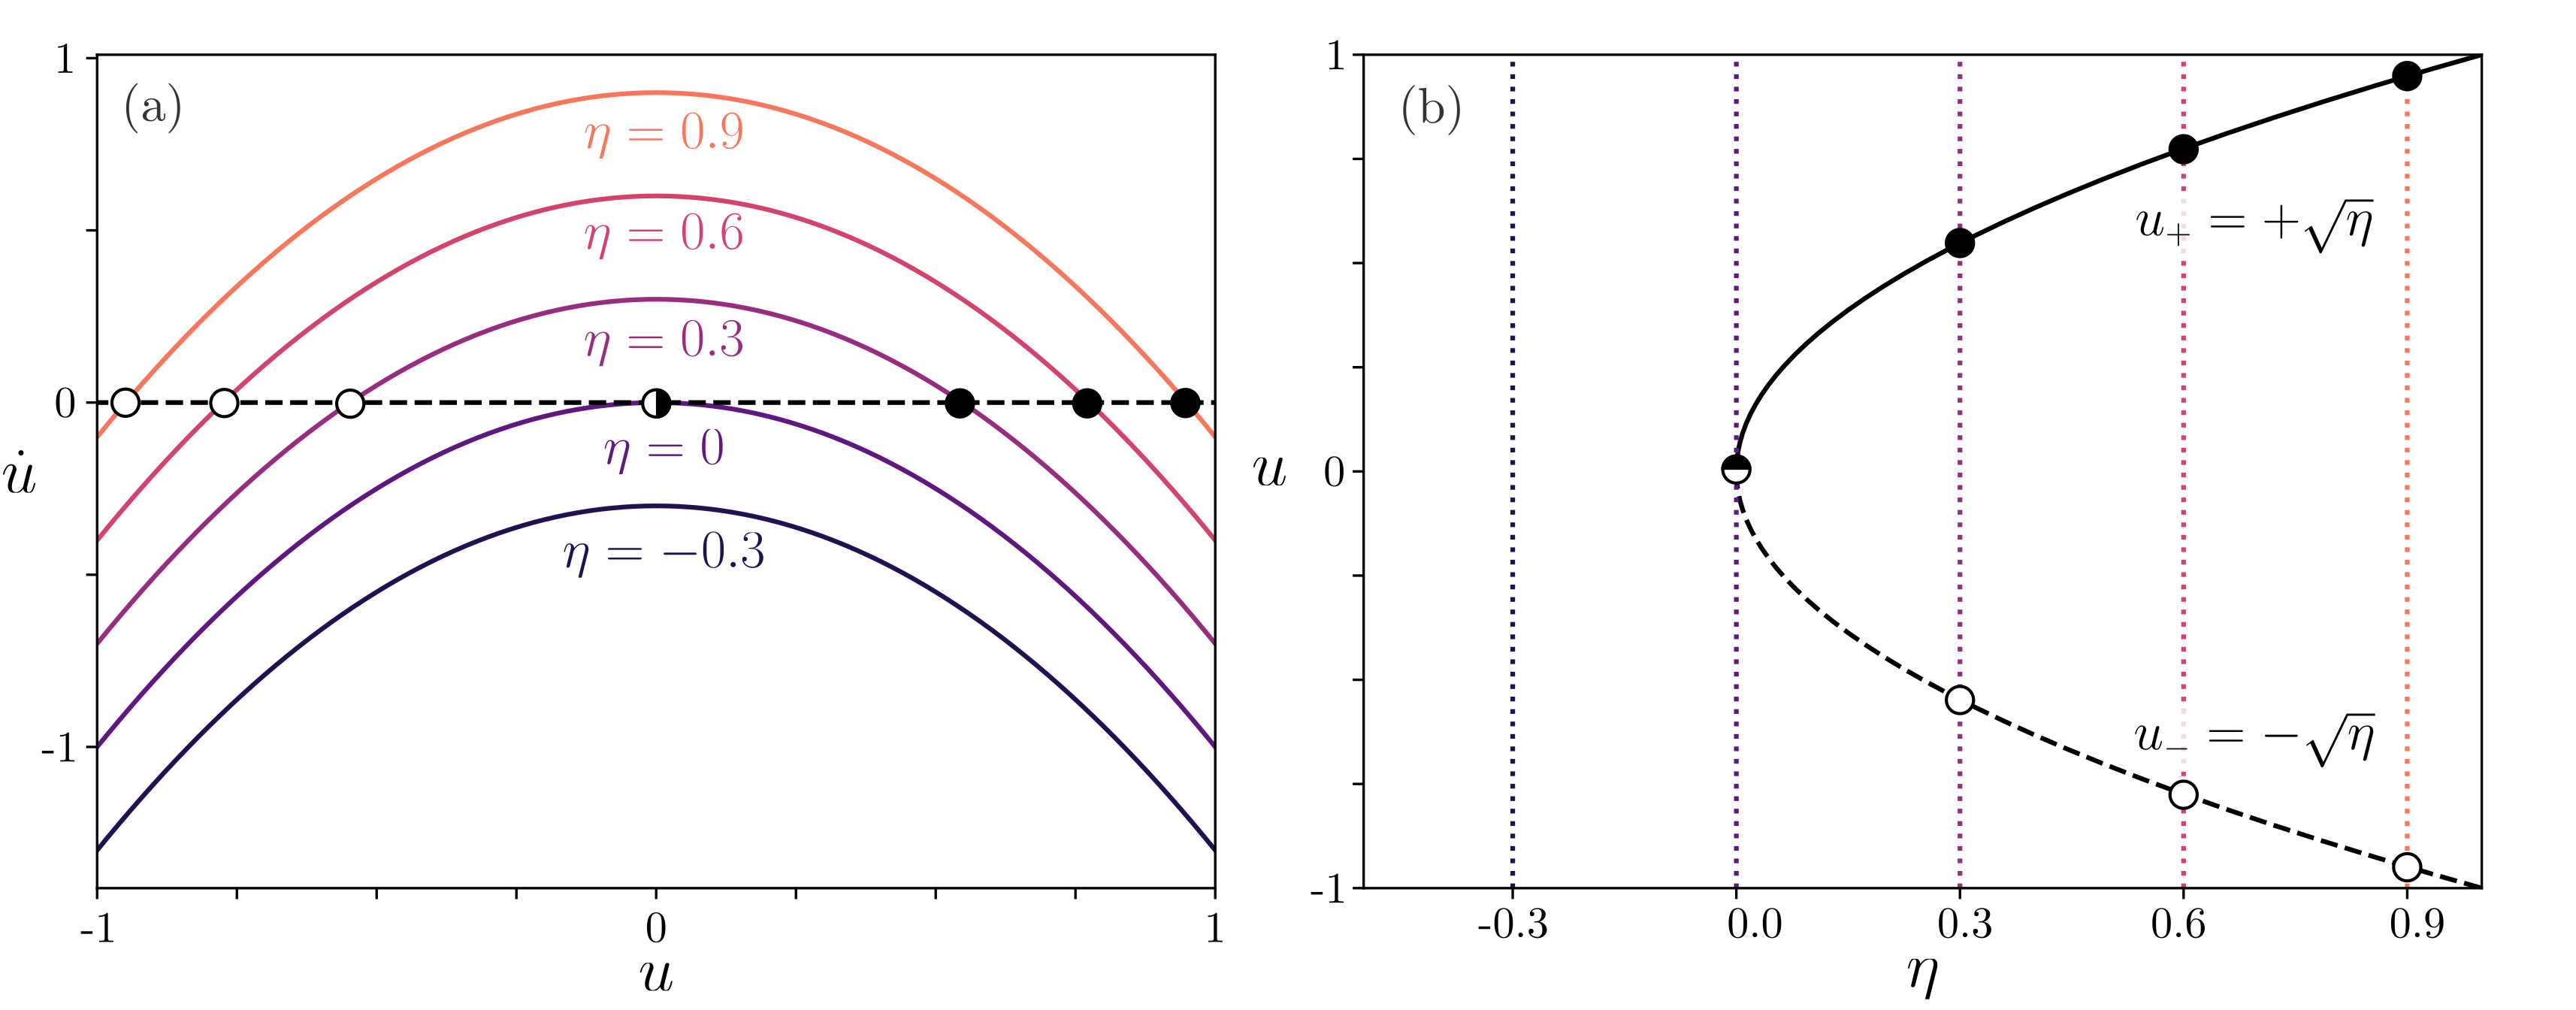 (a)
1
0
-1
u̇
η = 0.9
η = 0.6
η = 0.3
η = 0
η = −0.3
-1 0 1
u
(b)
1
0
-1
u
u₊ = +√η
u₋ = −√η
-0.3 0.0 0.3 0.6 0.9
η